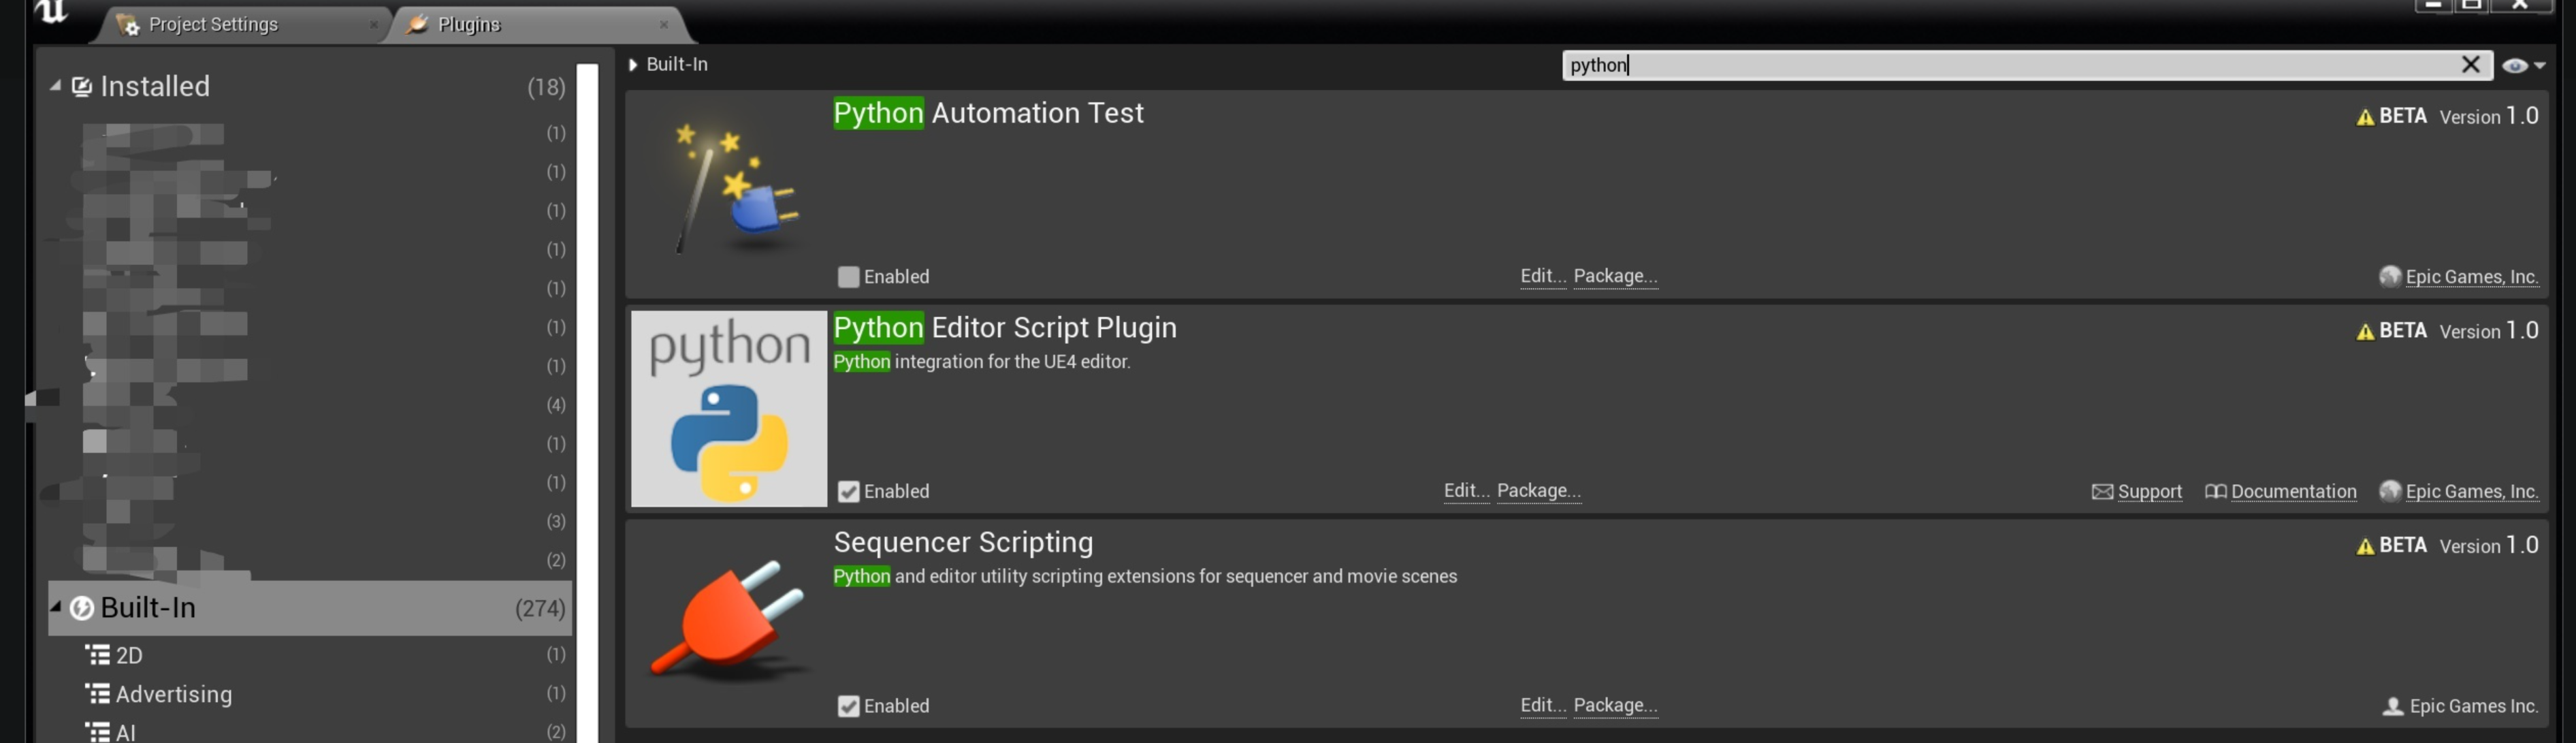 Project Settings
Plugins
Installed (18)
(1)
(1)
(1)
(1)
(1)
(1)
(1)
(4)
(1)
(1)
(3)
(2)
Built-In (274)
2D (1)
Advertising (1)
AI (2)
Built-In
python
Python Automation Test
BETA Version 1.0
Enabled
Edit... Package...
Epic Games, Inc.
python
Python Editor Script Plugin
BETA Version 1.0
Python integration for the UE4 editor.
Enabled
Edit... Package...
Support Documentation Epic Games, Inc.
Sequencer Scripting
BETA Version 1.0
Python and editor utility scripting extensions for sequencer and movie scenes
Enabled
Edit... Package...
Epic Games Inc.